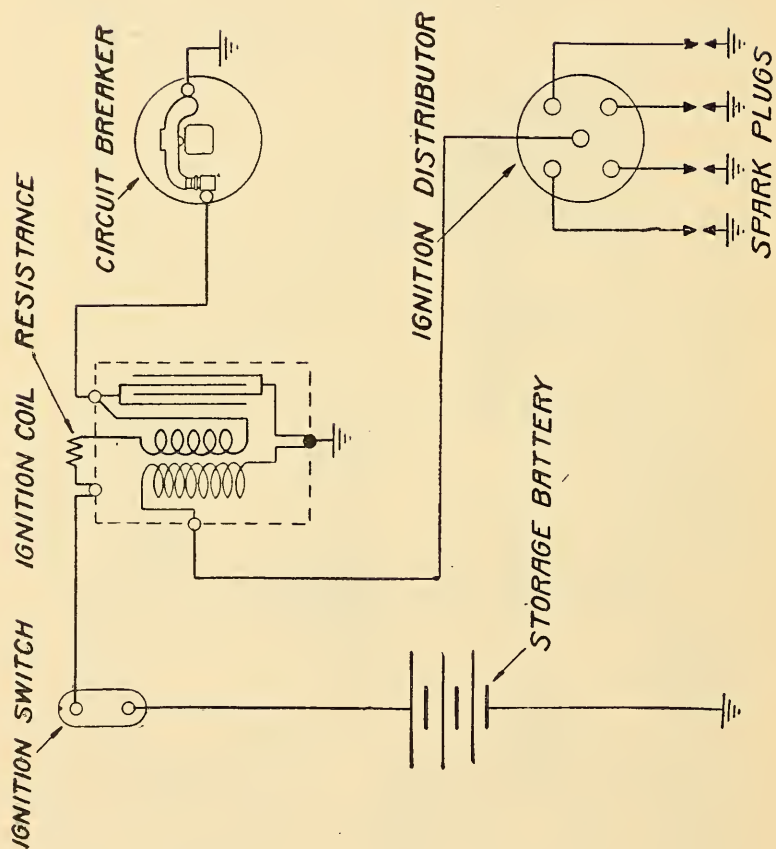 IGNITION SWITCH
IGNITION COIL
RESISTANCE
CIRCUIT BREAKER
STORAGE BATTERY
IGNITION DISTRIBUTOR
SPARK PLUGS